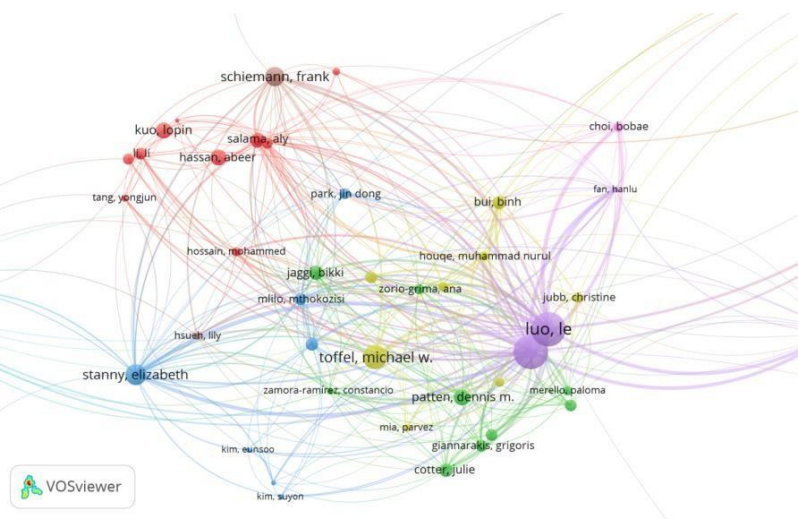 schiemann, frank
choi, bobae
kuo, lopin
salama, aly
li, li
hassan, abeer
fan, hanlu
park, jin dong
tang, yongjun
bui, binh
hossain, mohammed
houqe, muhammad nurul
jaggi, bikki
zorio-grima, ana
mlilo, mthokozisi
jubb, christine
luo, le
hsueh, lily
toffel, michael w.
stanny, elizabeth
zamora-ramírez, constancio
merello, paloma
patten, dennis m.
mia, parvez
giannarakis, grigoris
kim, eunsoo
cotter, julie
VOSviewer
kim, suyon